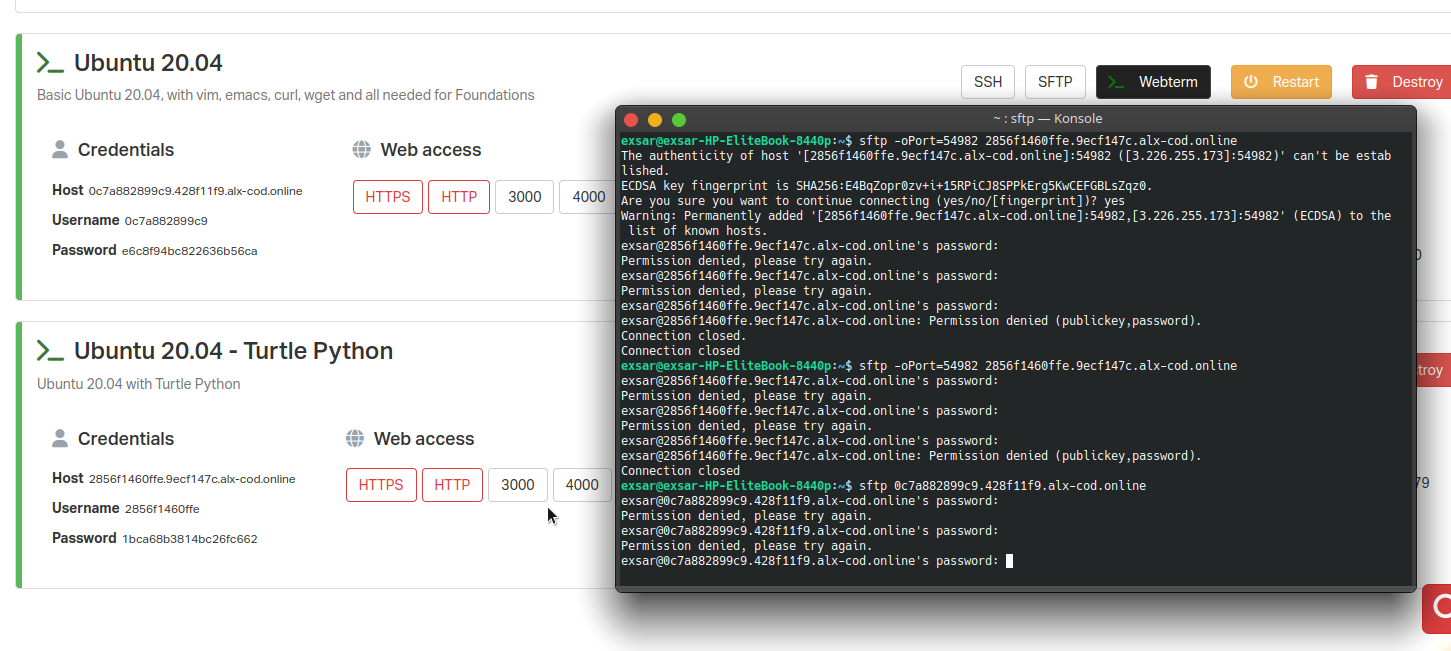 Ubuntu 20.04
Basic Ubuntu 20.04, with vim, emacs, curl, wget and all needed for Foundations
SSH SFTP Webterm Restart Destroy
Credentials
Host 0c7a882899c9.428f11f9.alx-cod.online
Username 0c7a882899c9
Password e6c8f94bc822636b56ca
Web access
HTTPS HTTP 3000 4000
Ubuntu 20.04 - Turtle Python
Ubuntu 20.04 with Turtle Python
Credentials
Host 2856f1460ffe.9ecf147c.alx-cod.online
Username 2856f1460ffe
Password 1bca68b3814bc26fc662
Web access
HTTPS HTTP 3000 4000
troy
79
~ : sftp — Konsole
exsar@exsar-HP-EliteBook-8440p:~$ sftp -oPort=54982 2856f1460ffe.9ecf147c.alx-cod.online
The authenticity of host '[2856f1460ffe.9ecf147c.alx-cod.online]:54982 ([3.226.255.173]:54982)' can't be estab
lished.
ECDSA key fingerprint is SHA256:E4BqZopr0zv+i+15RPiCJ8SPPkErg5KwCEFGBLsZqz0.
Are you sure you want to continue connecting (yes/no/[fingerprint])? yes
Warning: Permanently added '[2856f1460ffe.9ecf147c.alx-cod.online]:54982,[3.226.255.173]:54982' (ECDSA) to the
list of known hosts.
exsar@2856f1460ffe.9ecf147c.alx-cod.online's password:
Permission denied, please try again.
exsar@2856f1460ffe.9ecf147c.alx-cod.online's password:
Permission denied, please try again.
exsar@2856f1460ffe.9ecf147c.alx-cod.online's password:
exsar@2856f1460ffe.9ecf147c.alx-cod.online: Permission denied (publickey,password).
Connection closed.
Connection closed
exsar@exsar-HP-EliteBook-8440p:~$ sftp -oPort=54982 2856f1460ffe.9ecf147c.alx-cod.online
exsar@2856f1460ffe.9ecf147c.alx-cod.online's password:
Permission denied, please try again.
exsar@2856f1460ffe.9ecf147c.alx-cod.online's password:
Permission denied, please try again.
exsar@2856f1460ffe.9ecf147c.alx-cod.online's password:
exsar@2856f1460ffe.9ecf147c.alx-cod.online: Permission denied (publickey,password).
Connection closed
exsar@exsar-HP-EliteBook-8440p:~$ sftp 0c7a882899c9.428f11f9.alx-cod.online
exsar@0c7a882899c9.428f11f9.alx-cod.online's password:
Permission denied, please try again.
exsar@0c7a882899c9.428f11f9.alx-cod.online's password:
Permission denied, please try again.
exsar@0c7a882899c9.428f11f9.alx-cod.online's password: